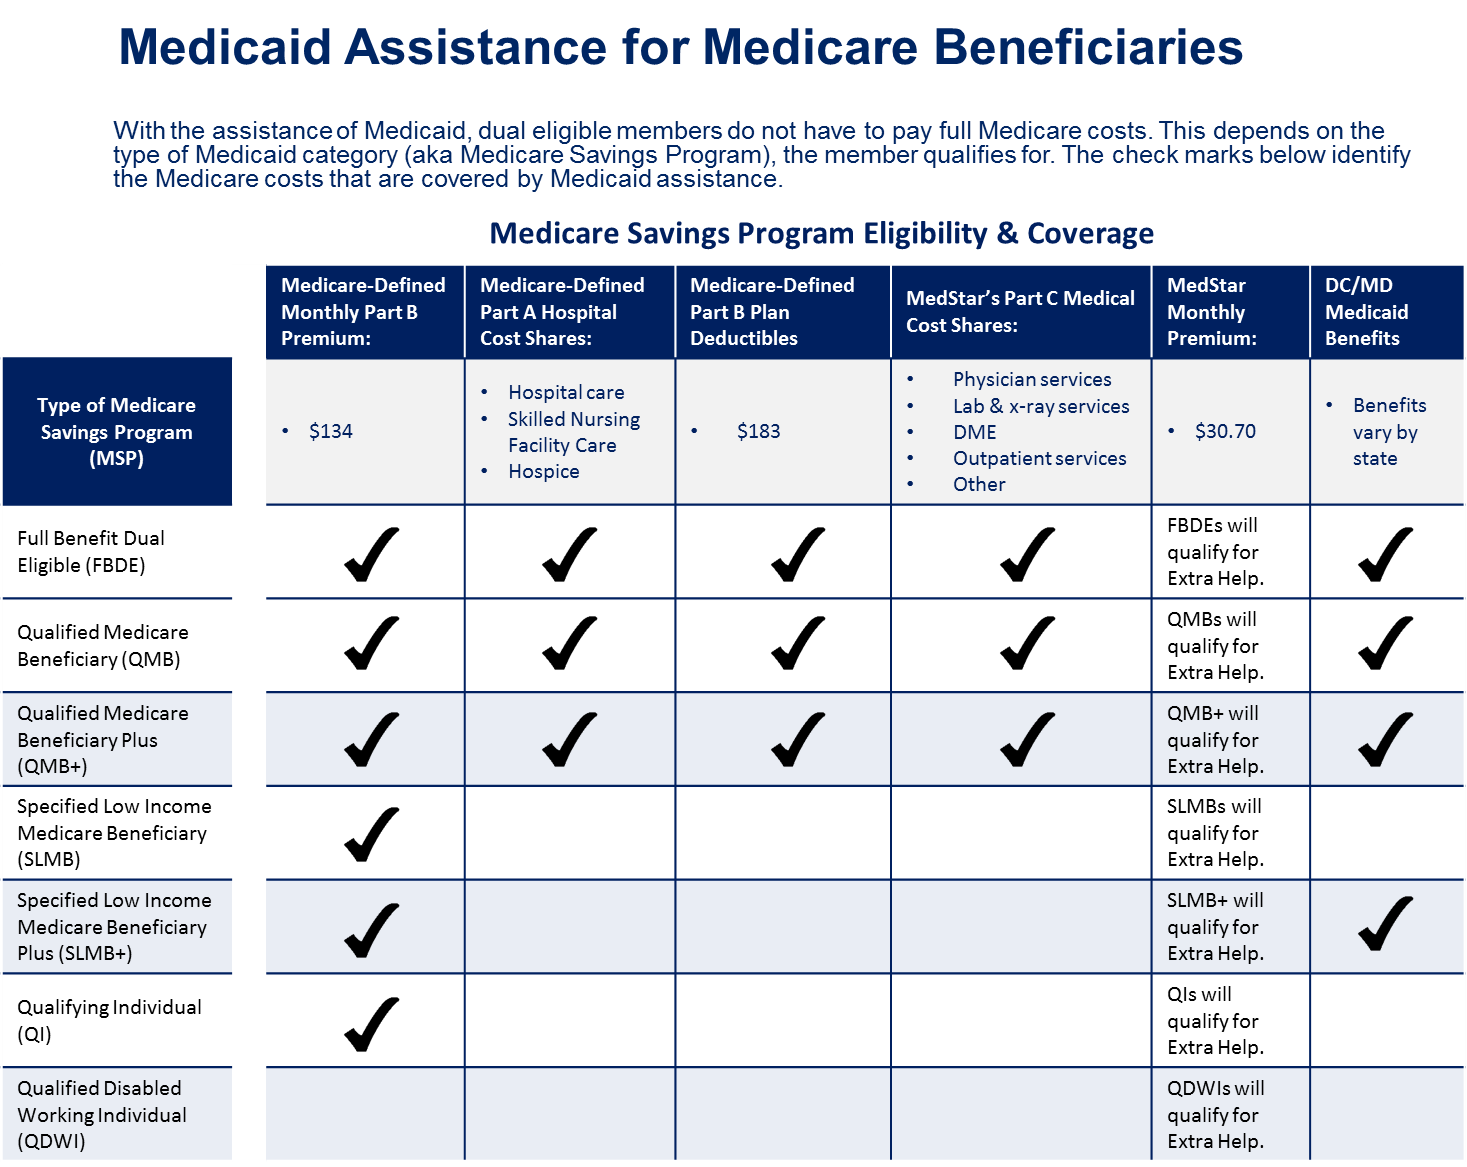 Medicaid Assistance for Medicare Beneficiaries
With the assistance of Medicaid, dual eligible members do not have to pay full Medicare costs. This depends on the
type of Medicaid category (aka Medicare Savings Program), the member qualifies for. The check marks below identify
the Medicare costs that are covered by Medicaid assistance.
Medicare Savings Program Eligibility & Coverage
Medicare-Defined
Monthly Part B
Premium:
Medicare-Defined
Part A Hospital
Cost Shares:
Medicare-Defined
Part B Plan
Deductibles
MedStar's Part C Medical
Cost Shares:
MedStar
Monthly
Premium:
DC/MD
Medicaid
Benefits
Type of Medicare
Savings Program
(MSP)
• $134
• Hospital care
• Skilled Nursing
Facility Care
• Hospice
• $183
• Physician services
• Lab & x-ray services
• DME
• Outpatient services
• Other
• $30.70
• Benefits
vary by
state
Full Benefit Dual
Eligible (FBDE)
✓
✓
✓
✓
FBDEs will
qualify for
Extra Help.
✓
Qualified Medicare
Beneficiary (QMB)
✓
✓
✓
✓
QMBs will
qualify for
Extra Help.
✓
Qualified Medicare
Beneficiary Plus
(QMB+)
✓
✓
✓
✓
QMB+ will
qualify for
Extra Help.
✓
Specified Low Income
Medicare Beneficiary
(SLMB)
✓
SLMBs will
qualify for
Extra Help.
Specified Low Income
Medicare Beneficiary
Plus (SLMB+)
✓
SLMB+ will
qualify for
Extra Help.
✓
Qualifying Individual
(QI)
✓
QIs will
qualify for
Extra Help.
Qualified Disabled
Working Individual
(QDWI)
QDWIs will
qualify for
Extra Help.